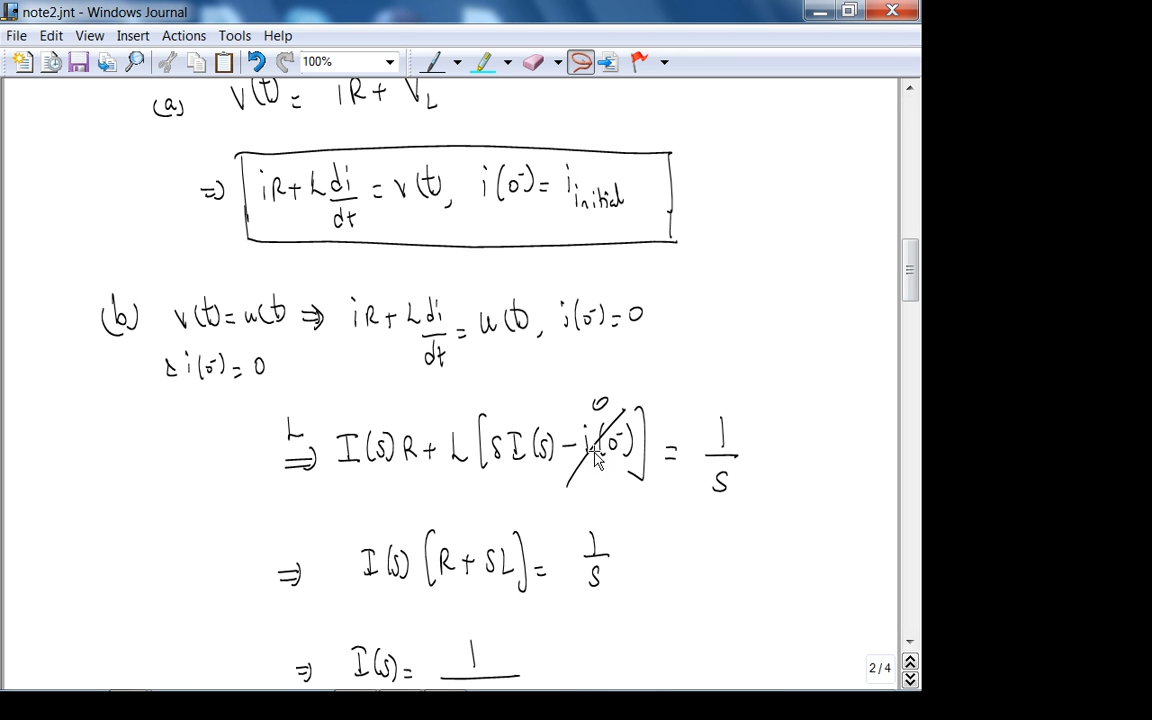 note2.jnt - Windows Journal
File Edit View Insert Actions Tools Help
100%
(a) v(t) = iR + V_L
⇒ iR + L di/dt = v(t), i(0⁻) = i_initial
(b) v(t) = u(t) ⇒ iR + L di/dt = u(t), i(0⁻) = 0
& i(0⁻) = 0
L⇒ I(s)R + L[sI(s) - i(0⁻)] = 1/s
0
⇒ I(s)[R + sL] = 1/s
⇒ I(s) = 1
2 / 4